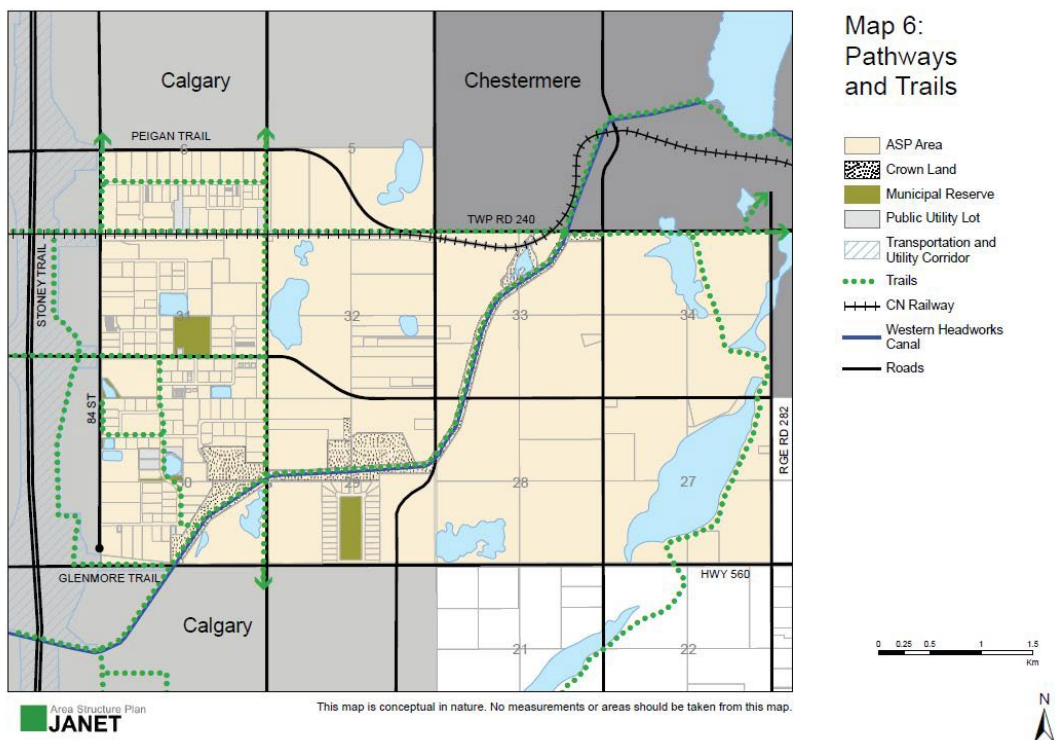 Map 6:
Pathways
and Trails
Calgary
Chestermere
PEIGAN TRAIL
6
5
TWP RD 240
STONEY TRAIL
31
32
33
34
84 ST
RGE RD 282
30
29
28
27
GLENMORE TRAIL
HWY 560
Calgary
21
22
ASP Area
Crown Land
Municipal Reserve
Public Utility Lot
Transportation and
Utility Corridor
Trails
CN Railway
Western Headworks
Canal
Roads
0 0.25 0.5 1 1.5
Km
N
Area Structure Plan
JANET
This map is conceptual in nature. No measurements or areas should be taken from this map.